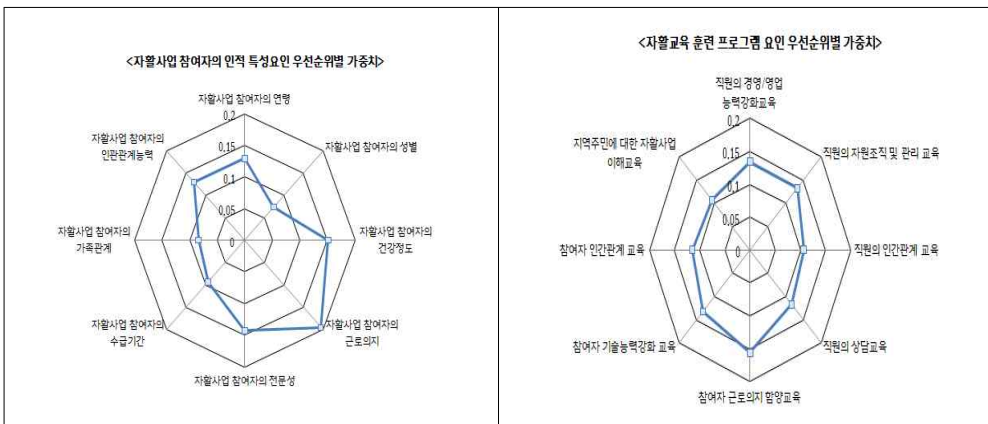 <자활사업 참여자의 인적 특성요인 우선순위별 가중치>
자활사업 참여자의 연령
0.2
0.15
0.1
0.05
0
자활사업 참여자의 성별
자활사업 참여자의
건강정도
자활사업 참여자의
근로의지
자활사업 참여자의 전문성
자활사업 참여자의
수급기간
자활사업 참여자의
가족관계
자활사업 참여자의
인관관계능력
<자활교육 훈련 프로그램 요인 우선순위별 가중치>
직원의 경영/영업
능력강화교육
0.2
0.15
0.1
0.05
0
직원의 자원조직 및 관리 교육
직원의 인간관계 교육
직원의 상담교육
참여자 근로의지 함양교육
참여자 기술능력강화 교육
참여자 인간관계 교육
지역주민에 대한 자활사업
이해교육